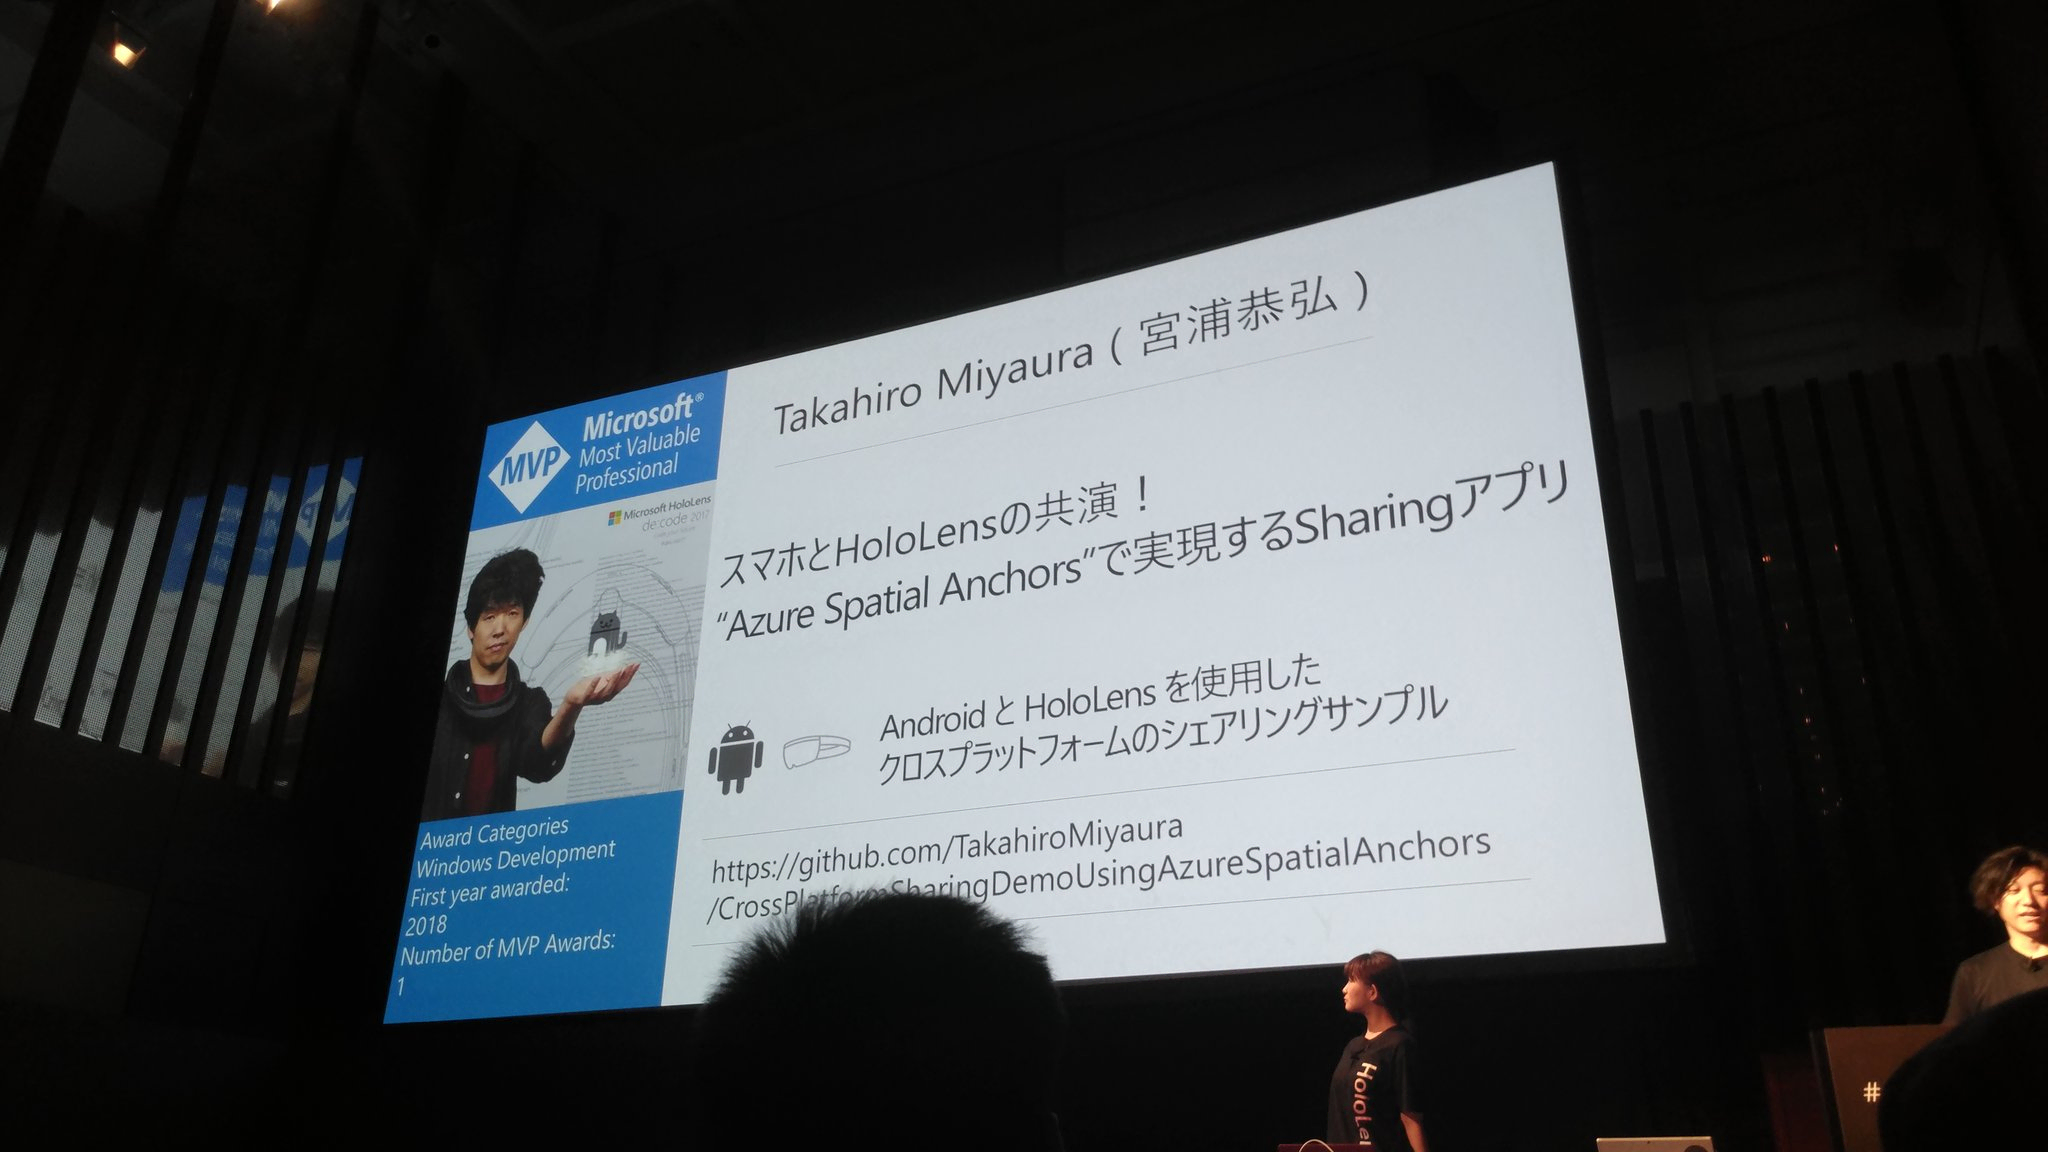 Microsoft®
MVP
Most Valuable
Professional
Microsoft HoloLens
de:code 2017
Award Categories
Windows Development
First year awarded:
2018
Number of MVP Awards:
1
Takahiro Miyaura ( 宮浦恭弘 )
スマホとHoloLensの共演！
“Azure Spatial Anchors”で実現するSharingアプリ
Android と HoloLens を使用した
クロスプラットフォームのシェアリングサンプル
https://github.com/TakahiroMiyaura
/CrossPlatformSharingDemoUsingAzureSpatialAnchors
HoloLen
#